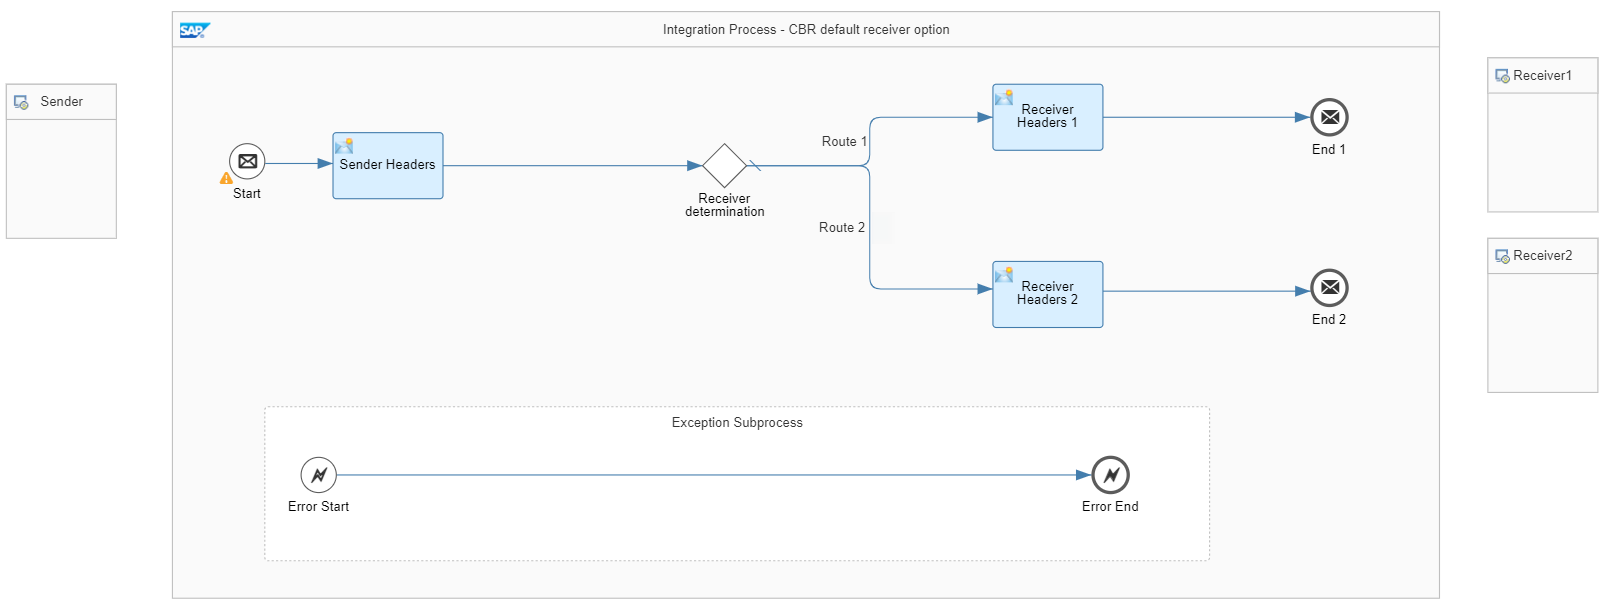 SAP
Integration Process - CBR default receiver option
Sender
Receiver1
Receiver
Headers 1
Route 1
End 1
Sender Headers
Start
Receiver
determination
Route 2
Receiver2
Receiver
Headers 2
End 2
Exception Subprocess
Error Start
Error End